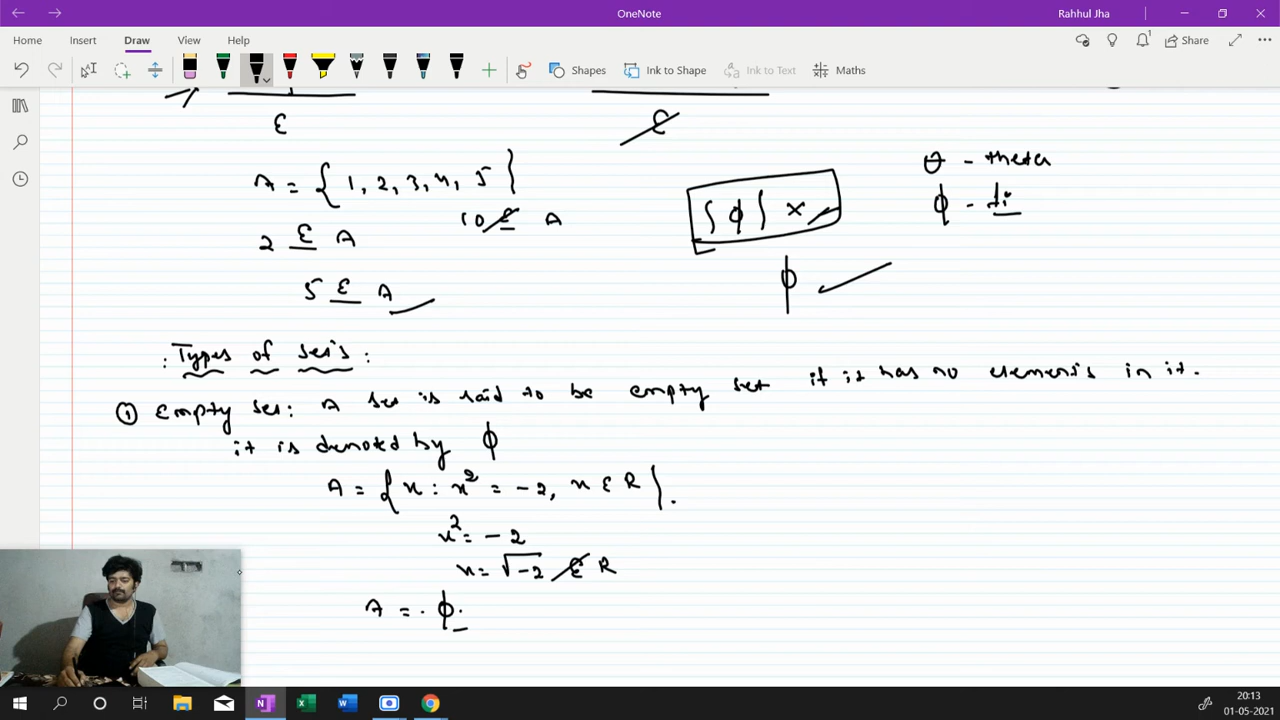 OneNote
Rahhul Jha
Home Insert Draw View Help
Share
Shapes
Ink to Shape
Ink to Text
Maths
ε
ε
A = { 1, 2, 3, 4, 5 }
θ - theta
10 ε A
{ ϕ } ×
ϕ - fi
2 ε A
ϕ
5 ε A
: Types of Set's :
① Empty Set: A set is said to be empty set if it has no elements in it.
it is denoted by ϕ
A = { x : x² = -2, x ε R }.
x² = -2
x = √-2 ε R
A = . ϕ.
20:13
01-05-2021